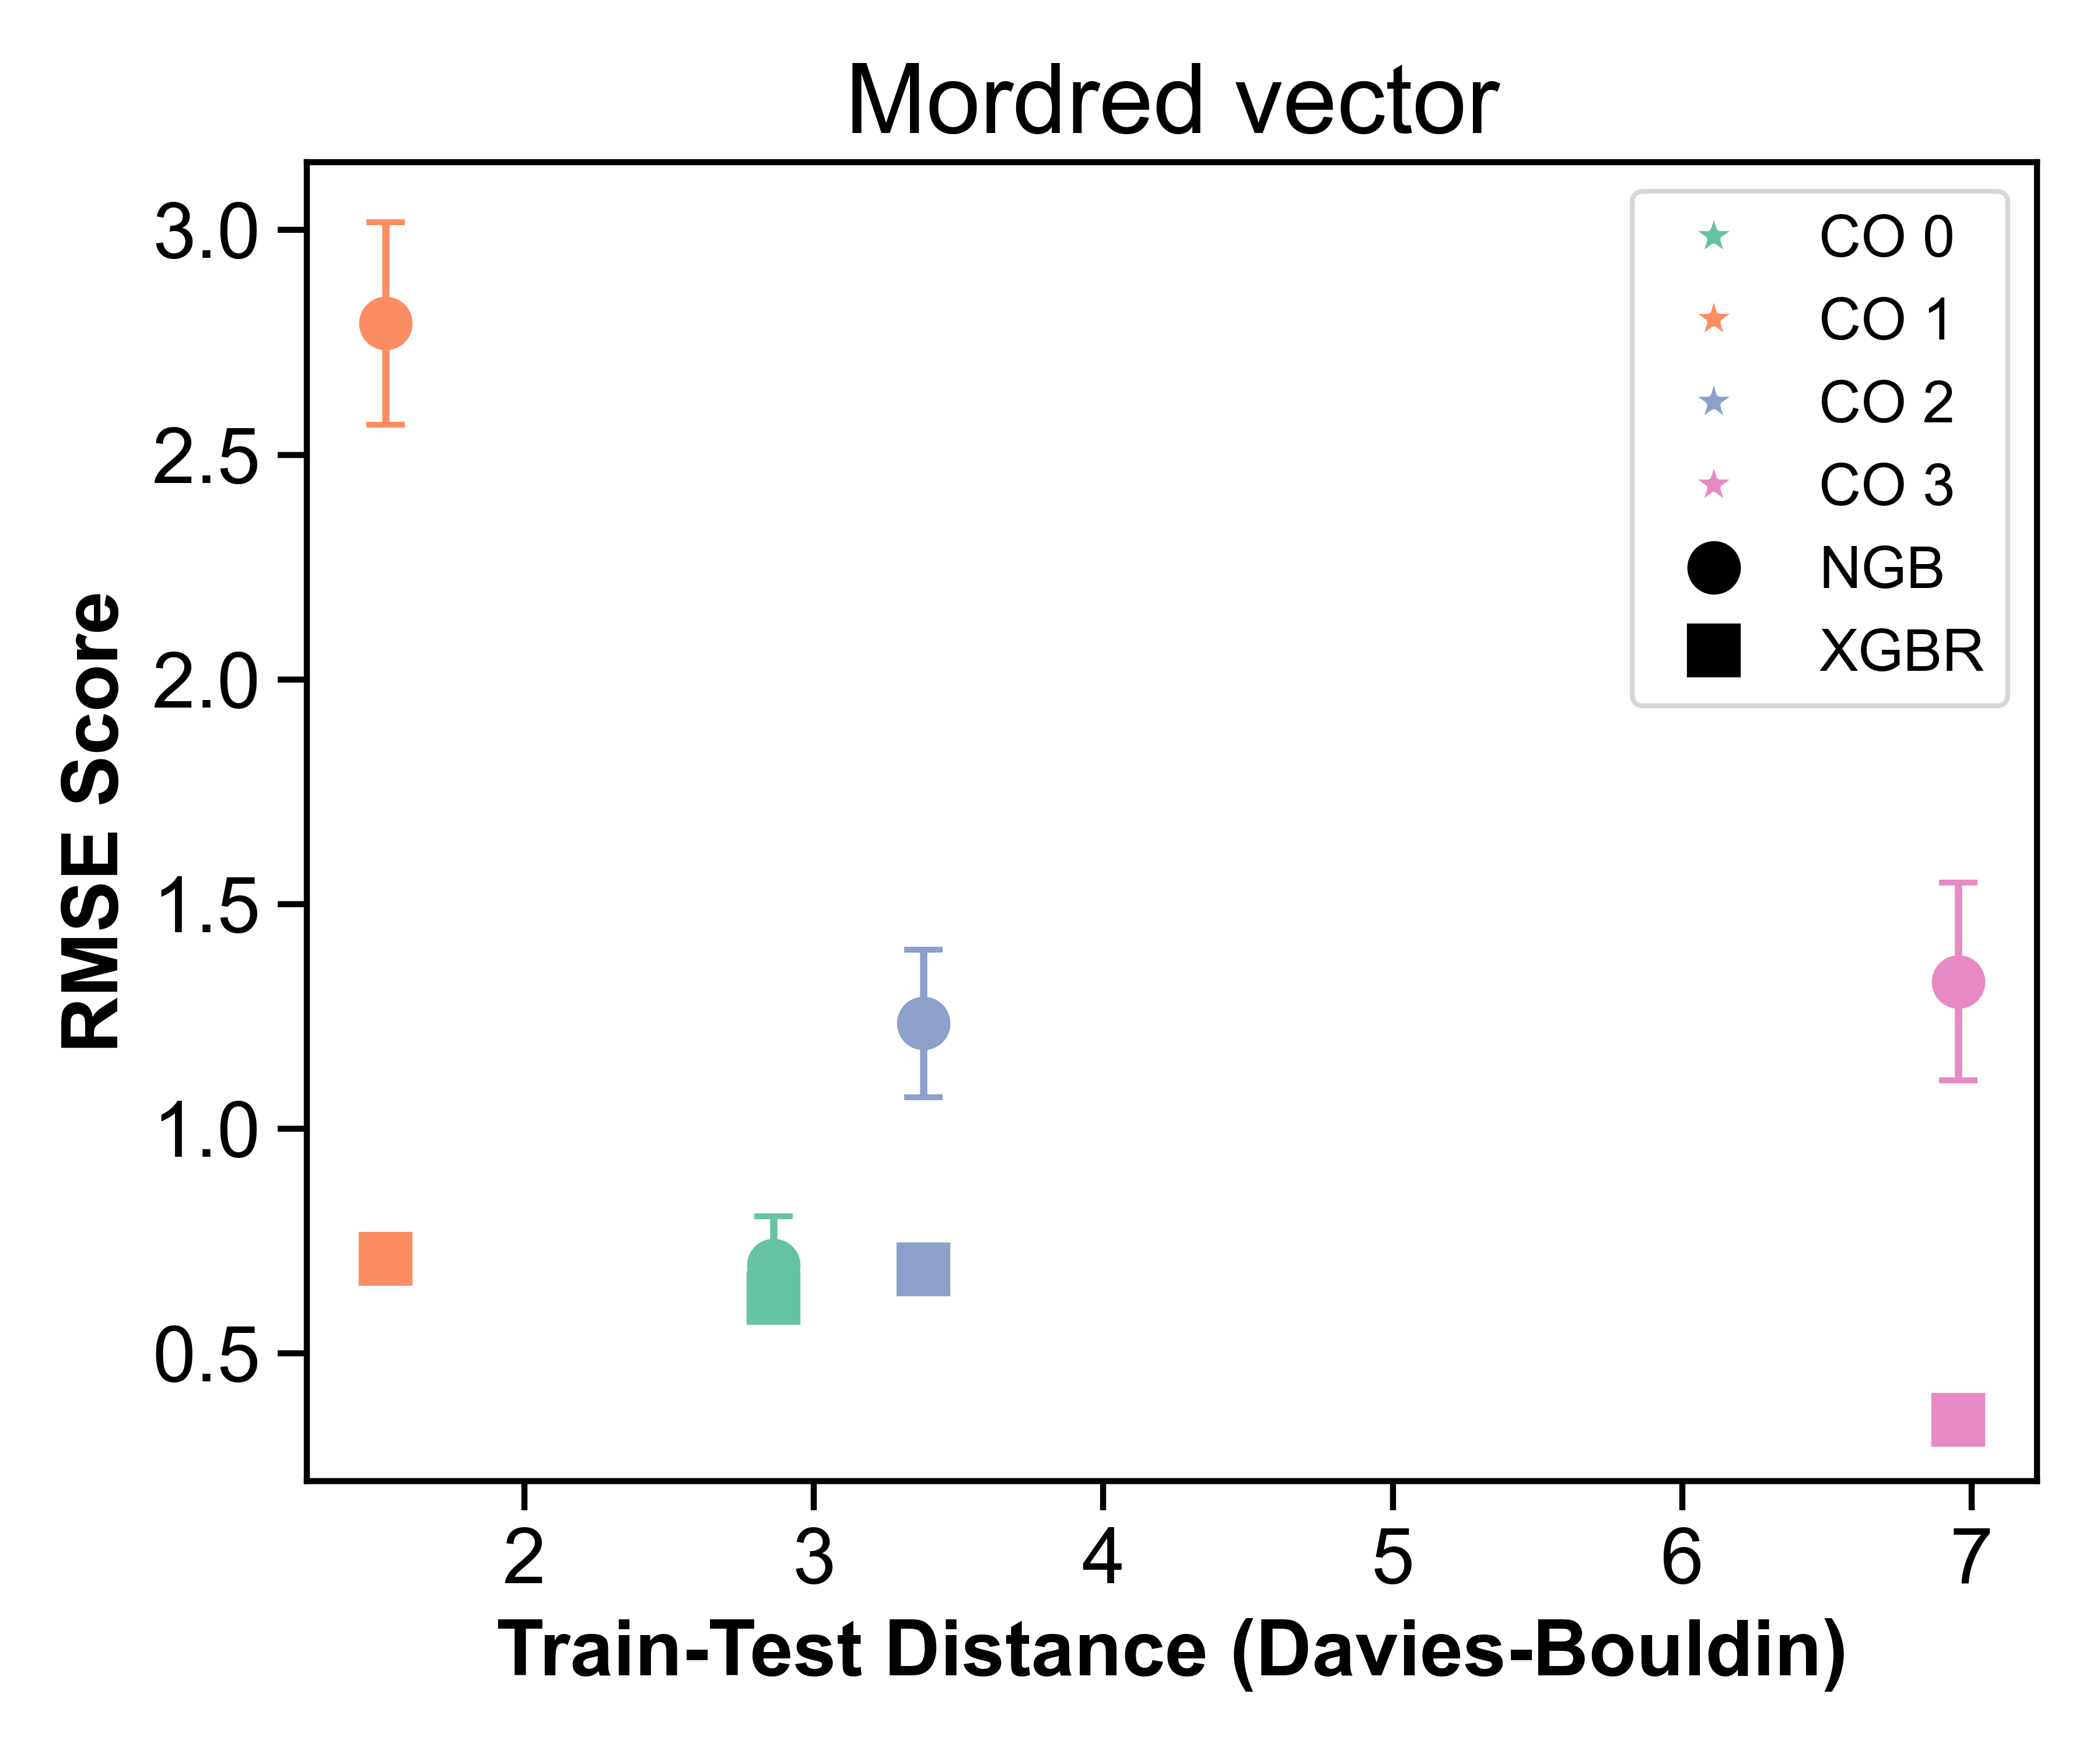 Mordred vector
3.0
2.5
2.0
1.5
1.0
0.5
RMSE Score
CO 0
CO 1
CO 2
CO 3
NGB
XGBR
2 3 4 5 6 7
Train-Test Distance (Davies-Bouldin)